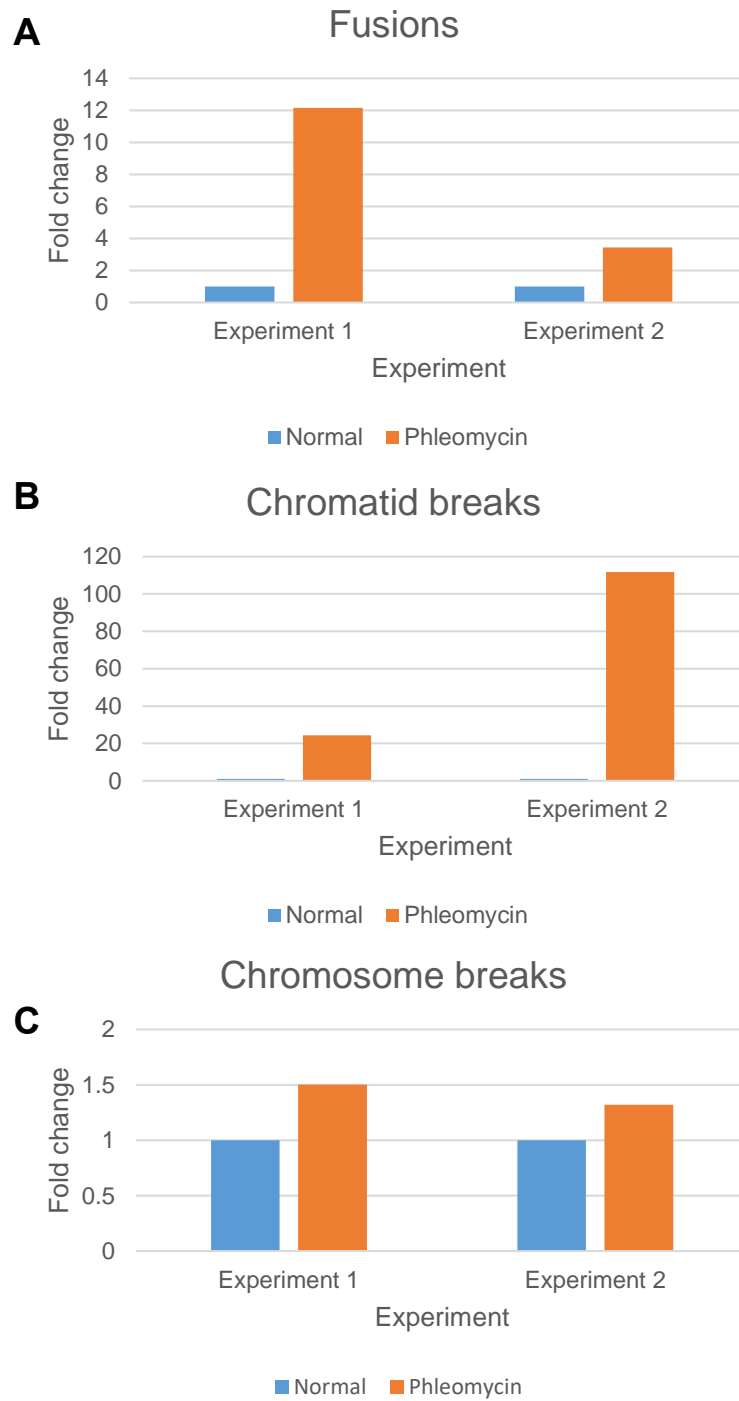 A
Fusions
Fold change
14
12
10
8
6
4
2
0
Experiment 1 Experiment 2
Experiment
Normal Phleomycin
B
Chromatid breaks
Fold change
120
100
80
60
40
20
0
Experiment 1 Experiment 2
Experiment
Normal Phleomycin
Chromosome breaks
C
Fold change
2
1.5
1
0.5
0
Experiment 1 Experiment 2
Experiment
Normal Phleomycin